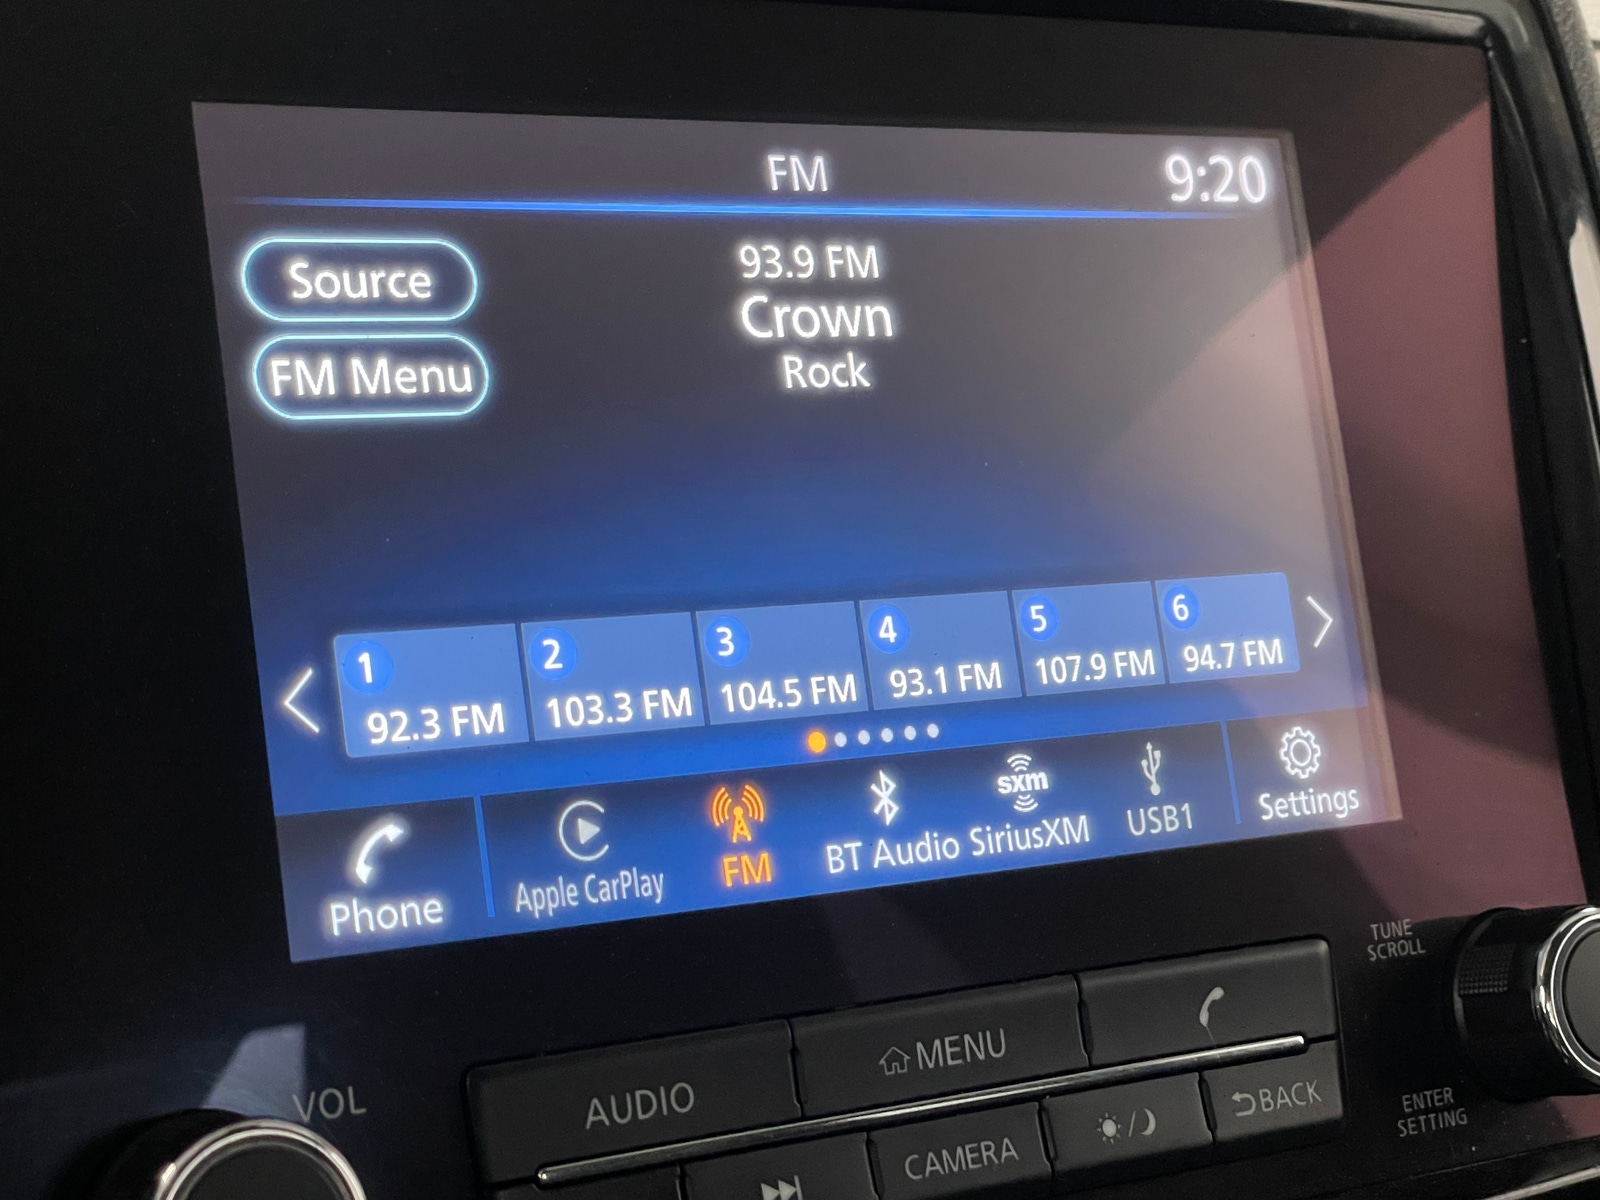 FM
9:20
Source
93.9 FM
Crown
FM Menu
Rock
1
92.3 FM
2
103.3 FM
3
104.5 FM
4
93.1 FM
5
107.9 FM
6
94.7 FM
Phone
Apple CarPlay
FM
BT Audio
sxm
SiriusXM
USB1
Settings
TUNE
SCROLL
VOL
AUDIO
MENU
BACK
CAMERA
ENTER
SETTING